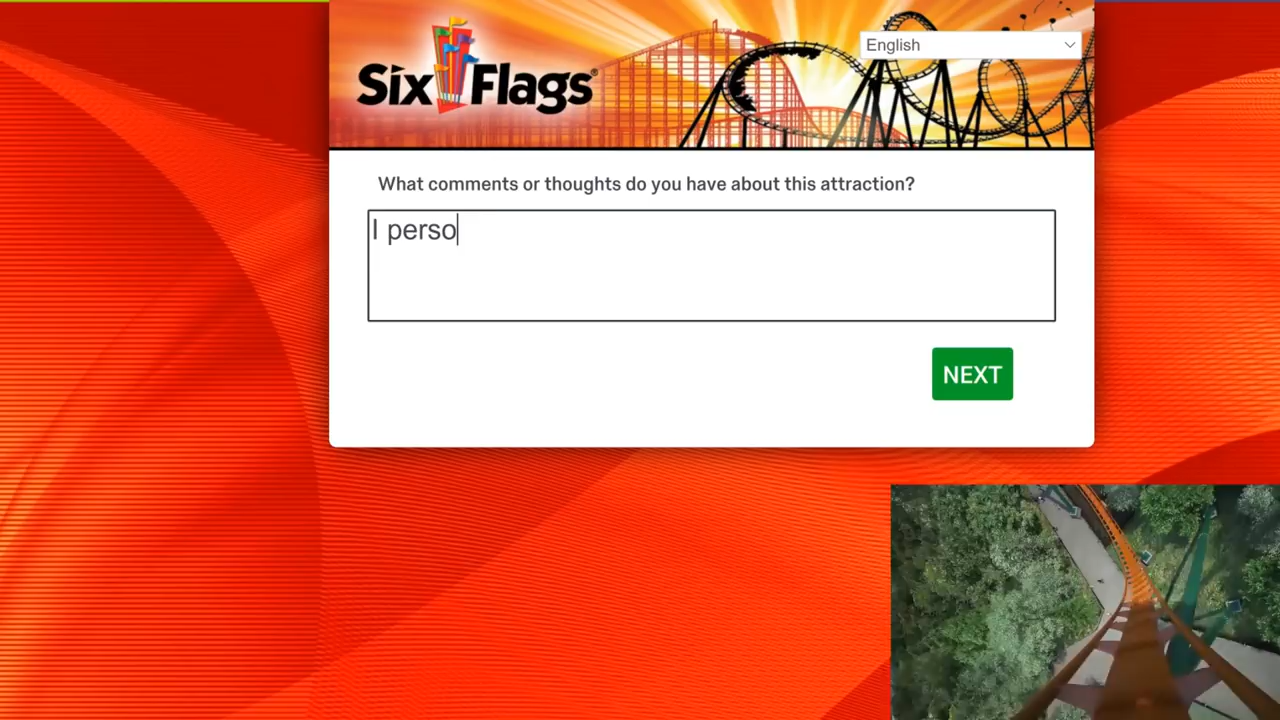 Six Flags®
English
What comments or thoughts do you have about this attraction?
I perso
NEXT